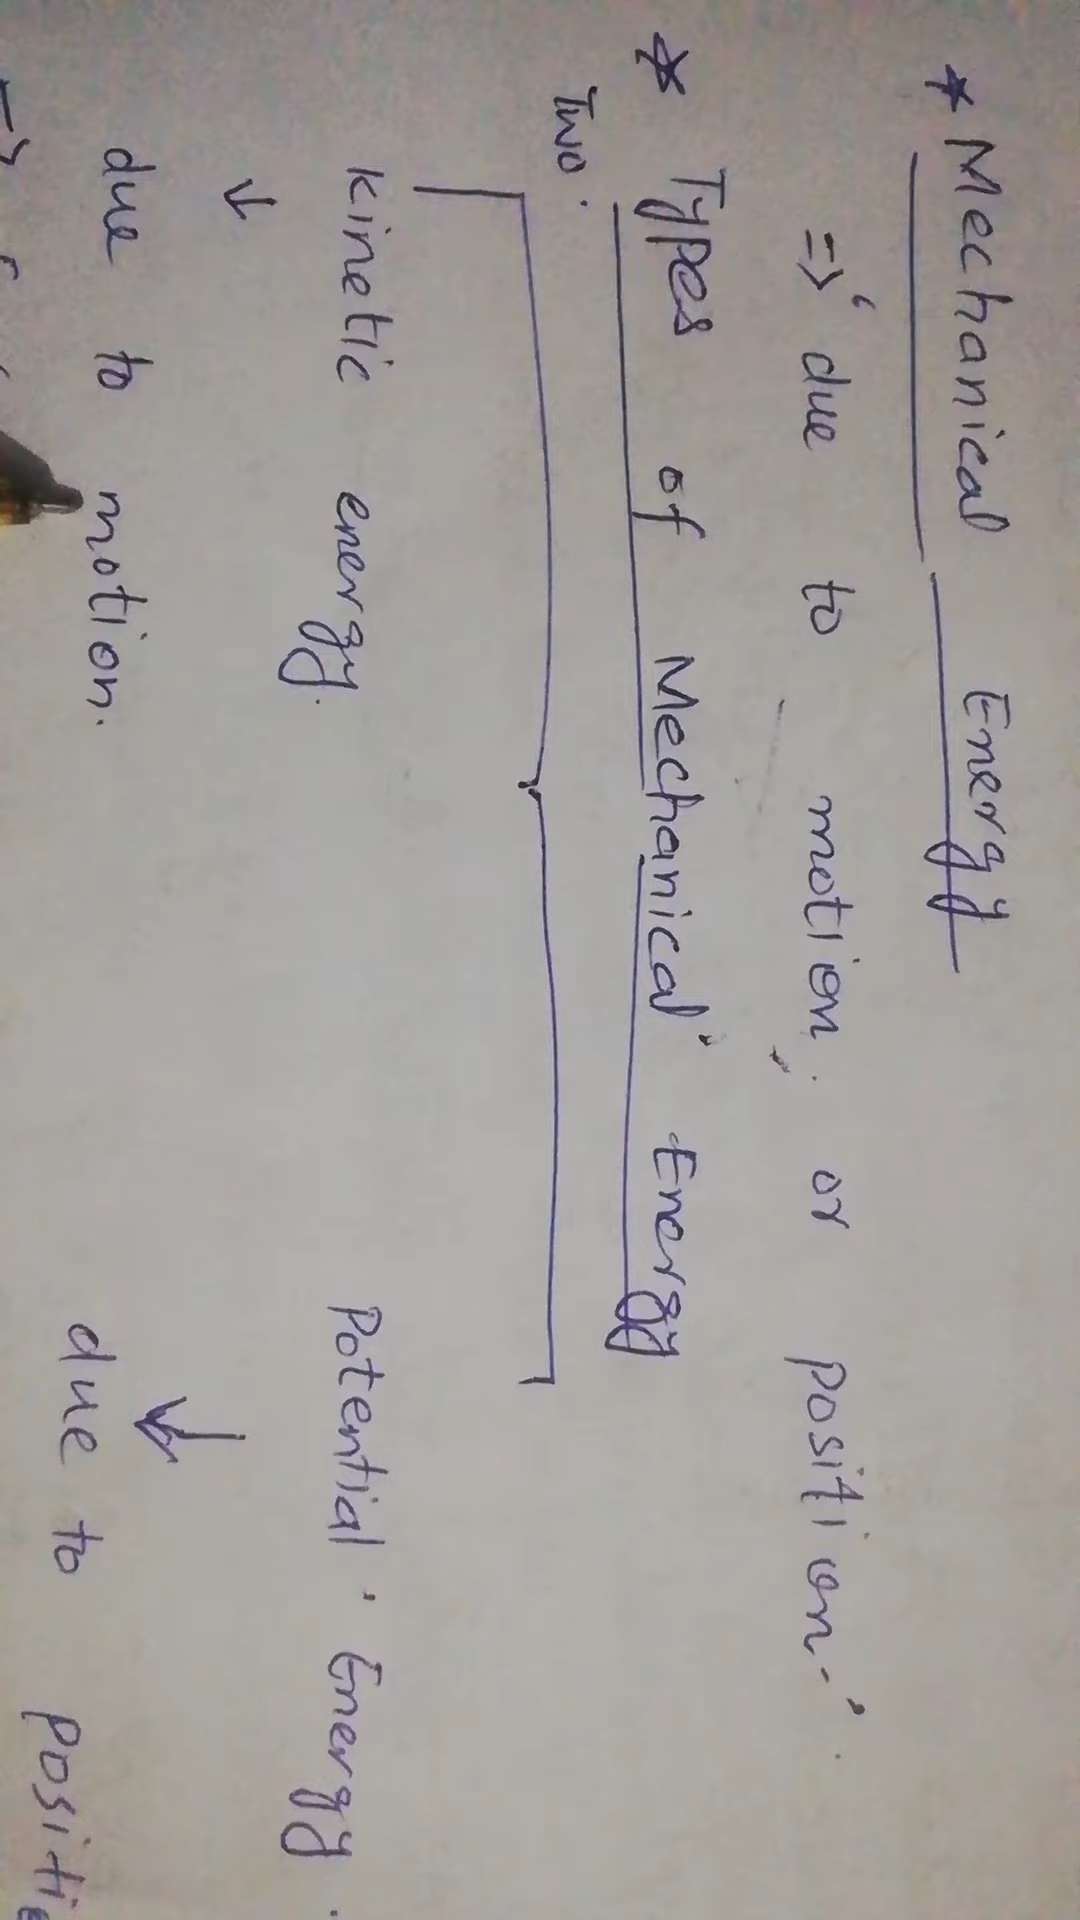 * Mechanical Energy
=> 'due to motion. or position-'.
* Types of Mechanical Energy
Two.
Kinetic energy. Potential Energy.
↓ ↓
due to motion. due to